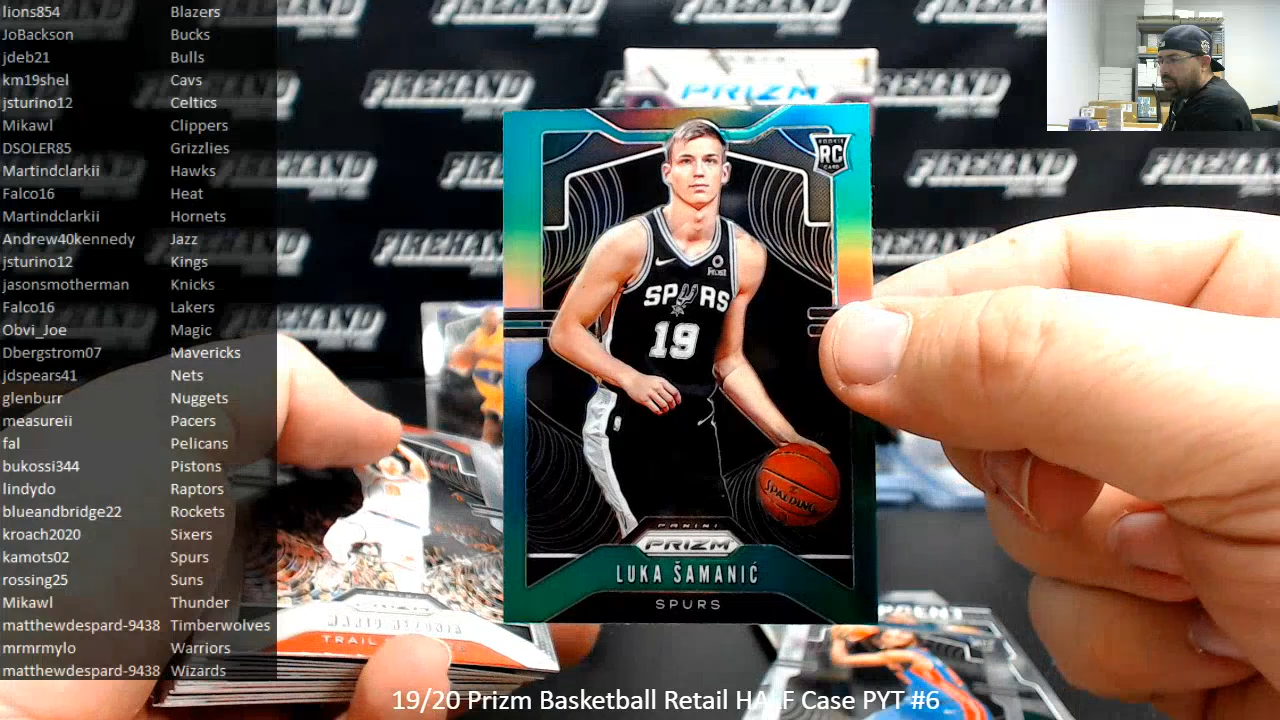 lions854 Blazers
JoBackson Bucks
jdeb21 Bulls
km19shel Cavs
jsturino12 Celtics
Mikawl Clippers
DSOLER85 Grizzlies
Martindclarkii Hawks
Falco16 Heat
Martindclarkii Hornets
Andrew40kennedy Jazz
jsturino12 Kings
jasonsmotherman Knicks
Falco16 Lakers
Obvi_Joe Magic
Dbergstrom07 Mavericks
jdspears41 Nets
glenburr Nuggets
measureii Pacers
fal Pelicans
bukossi344 Pistons
lindydo Raptors
blueandbridge22 Rockets
kroach2020 Sixers
kamots02 Spurs
rossing25 Suns
Mikawl Thunder
matthewdespard-9438 Timberwolves
mrmrmylo Warriors
matthewdespard-9438 Wizards
FIREHAND
PRIZM
ROOKIE
RC
CARD
Frost
SPURS
19
SPALDING
PANINI
PRIZM
LUKA ŠAMANIĆ
SPURS
TRAIL
19/20 Prizm Basketball Retail HALF Case PYT #6